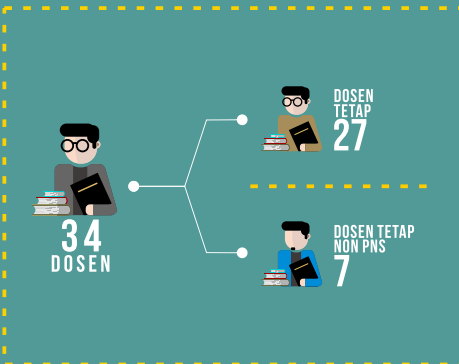 34
DOSEN
DOSEN
TETAP
27
DOSEN TETAP
NON PNS
7